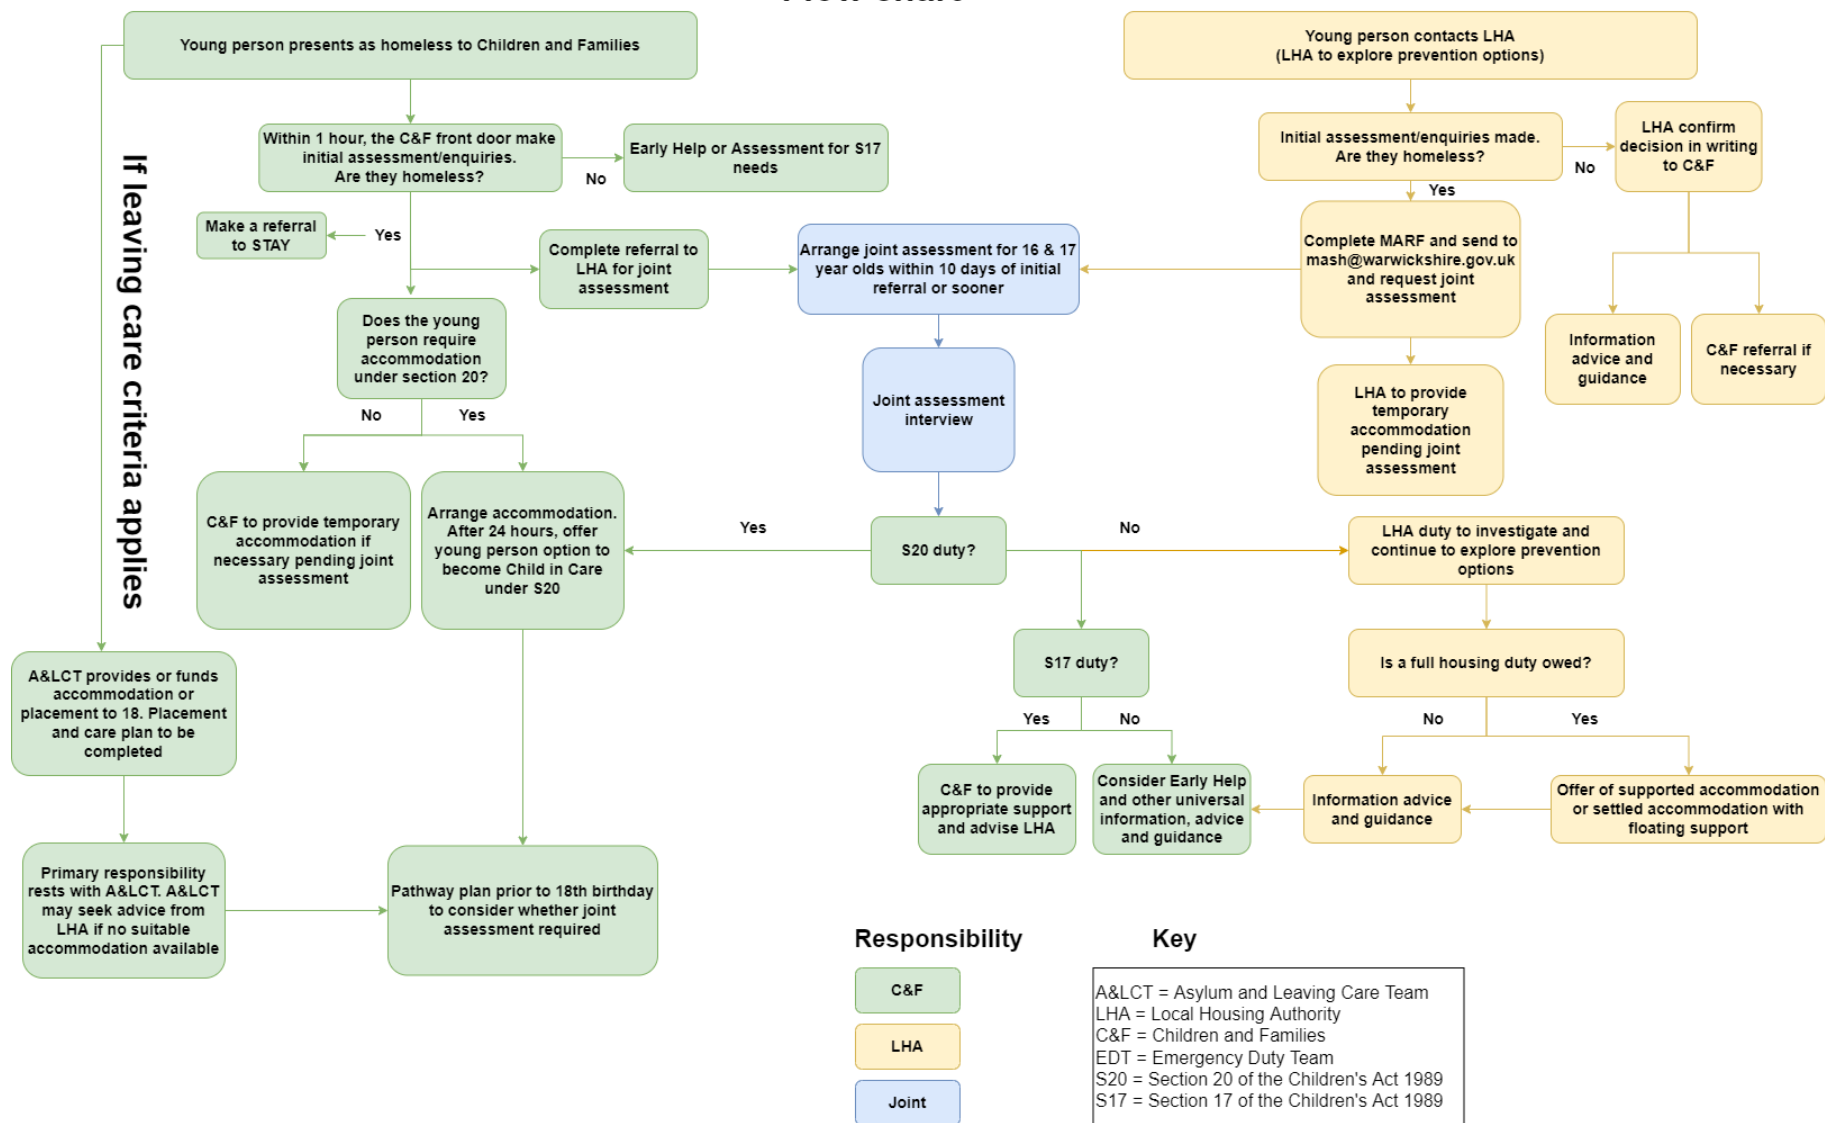 Flow Chart
Young person presents as homeless to Children and Families
Young person contacts LHA
(LHA to explore prevention options)
Within 1 hour, the C&F front door make
initial assessment/enquiries.
Are they homeless?
No
Early Help or Assessment for S17
needs
Initial assessment/enquiries made.
Are they homeless?
No
LHA confirm
decision in writing
to C&F
If leaving care criteria applies
Make a referral
to STAY
Yes
Complete referral to
LHA for joint
assessment
Arrange joint assessment for 16 & 17
year olds within 10 days of initial
referral or sooner
Yes
Complete MARF and send to
mash@warwickshire.gov.uk
and request joint
assessment
Does the young
person require
accommodation
under section 20?
Joint assessment
interview
LHA to provide
temporary
accommodation
pending joint
assessment
Information
advice and
guidance
C&F referral if
necessary
No
Yes
C&F to provide temporary
accommodation if
necessary pending joint
assessment
Arrange accommodation.
After 24 hours, offer
young person option to
become Child in Care
under S20
Yes
S20 duty?
No
LHA duty to investigate and
continue to explore prevention
options
A&LCT provides or funds
accommodation or
placement to 18. Placement
and care plan to be
completed
S17 duty?
Is a full housing duty owed?
Yes
No
No
Yes
C&F to provide
appropriate support
and advise LHA
Consider Early Help
and other universal
information, advice
and guidance
Information advice
and guidance
Offer of supported accommodation
or settled accommodation with
floating support
Primary responsibility
rests with A&LCT. A&LCT
may seek advice from
LHA if no suitable
accommodation available
Pathway plan prior to 18th birthday
to consider whether joint
assessment required
Responsibility
C&F
LHA
Joint
Key
A&LCT = Asylum and Leaving Care Team
LHA = Local Housing Authority
C&F = Children and Families
EDT = Emergency Duty Team
S20 = Section 20 of the Children's Act 1989
S17 = Section 17 of the Children's Act 1989